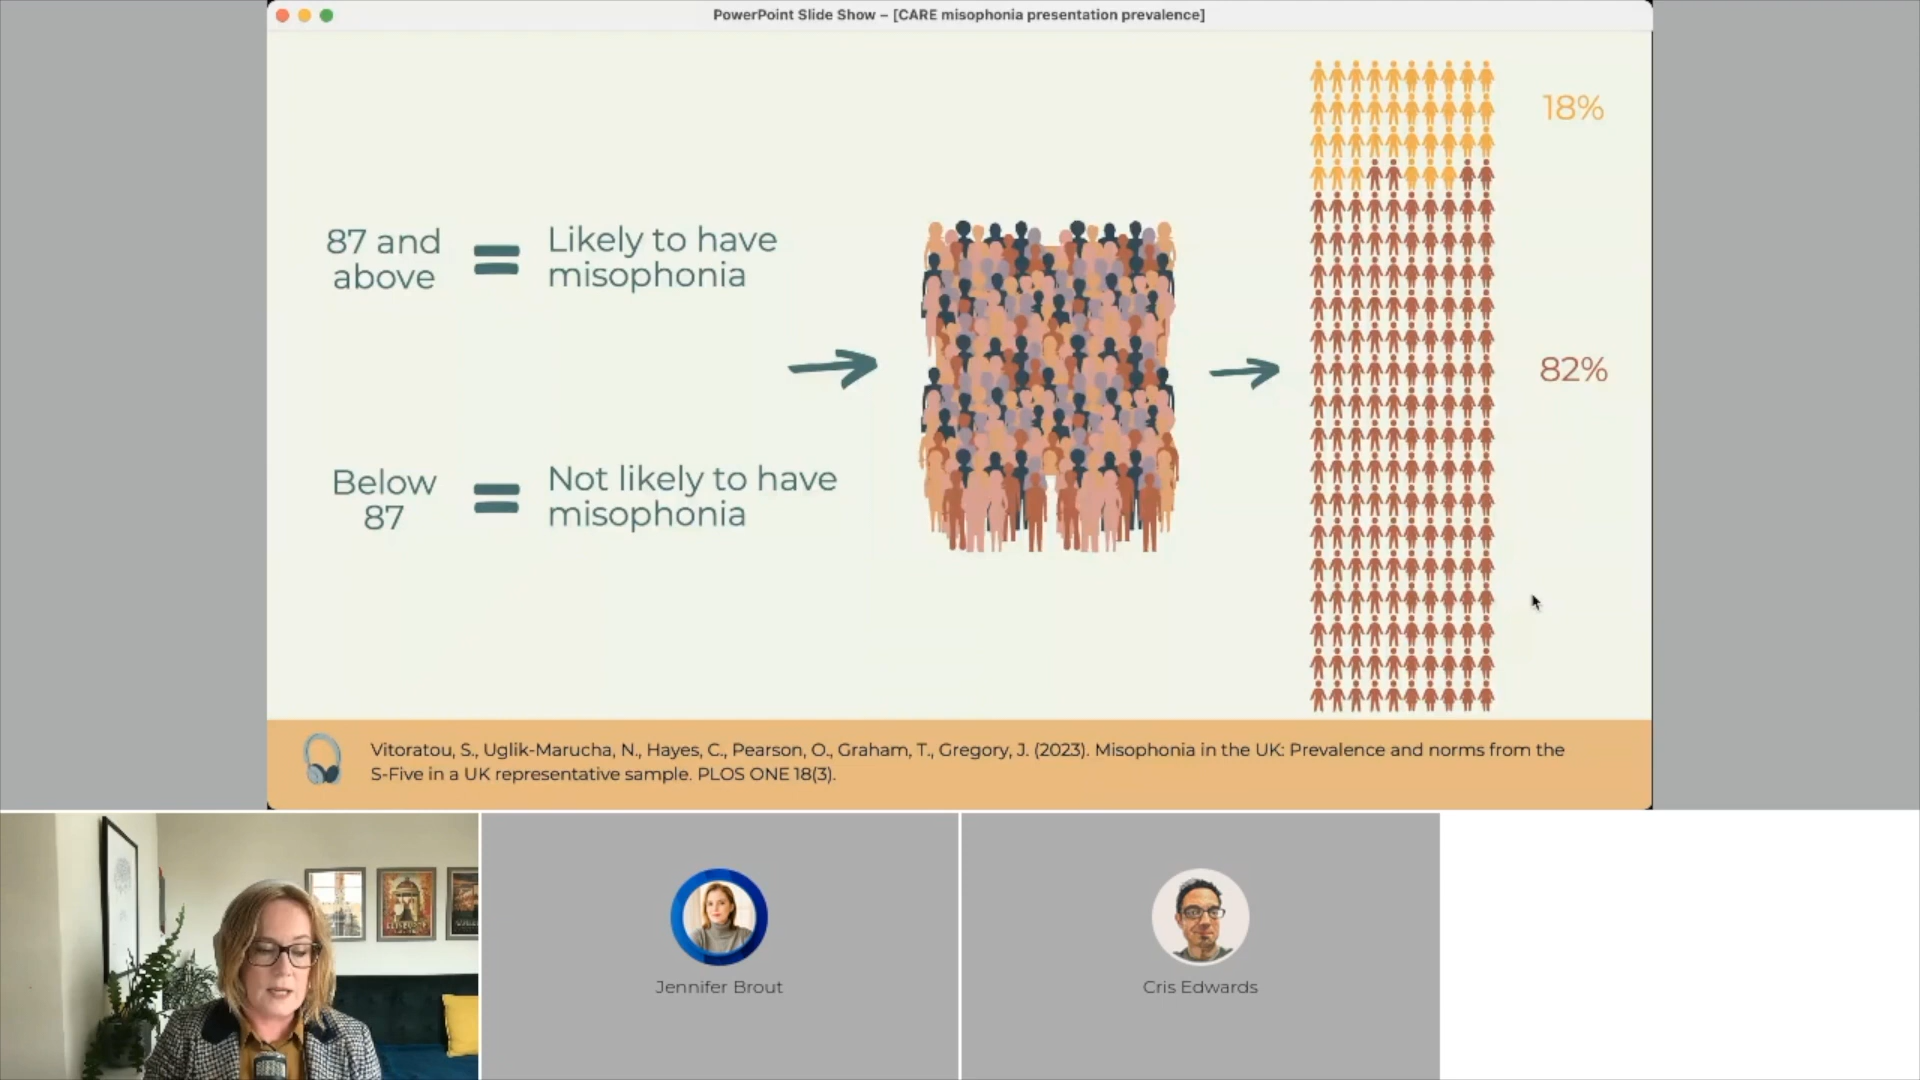 PowerPoint Slide Show – [CARE misophonia presentation prevalence]
87 and
above
Likely to have
misophonia
Below
87
Not likely to have
misophonia
18%
82%
Vitoratou, S., Uglik-Marucha, N., Hayes, C., Pearson, O., Graham, T., Gregory, J. (2023). Misophonia in the UK: Prevalence and norms from the
S-Five in a UK representative sample. PLOS ONE 18(3).
Jennifer Brout
Cris Edwards